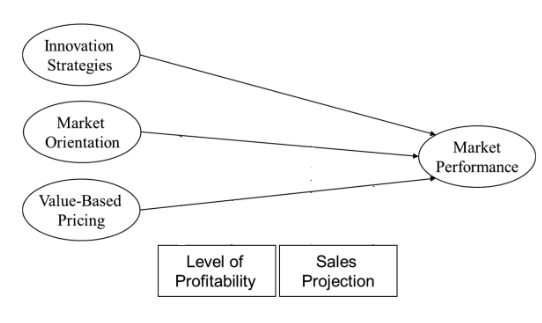 Innovation
Strategies
Market
Orientation
Market
Performance
Value-Based
Pricing
Level of
Profitability
Sales
Projection